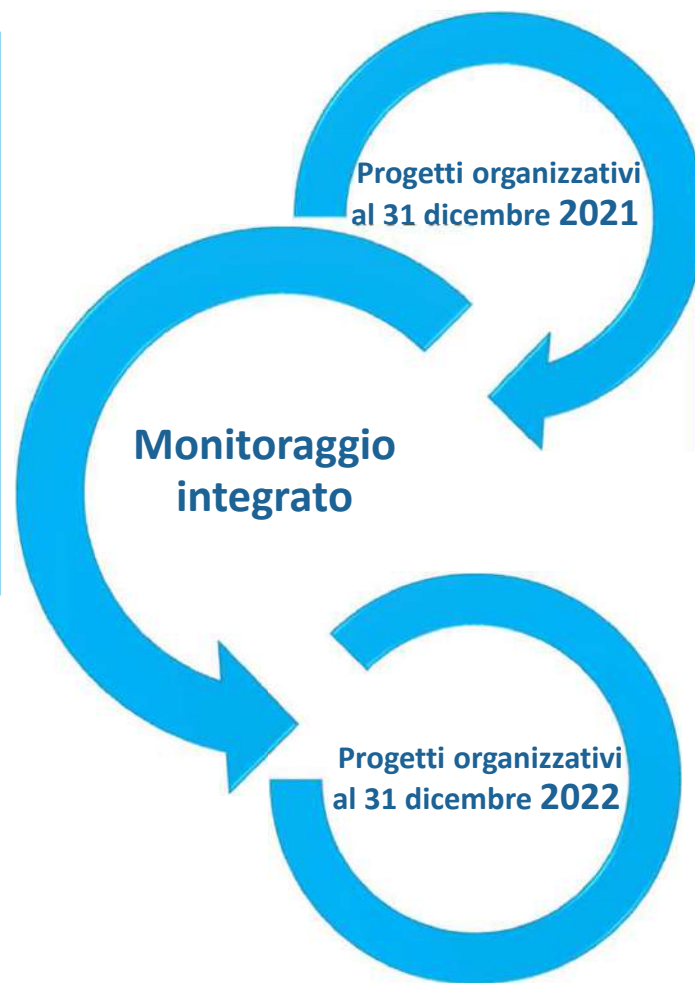 Progetti organizzativi
al 31 dicembre 2021
Monitoraggio
integrato
Progetti organizzativi
al 31 dicembre 2022